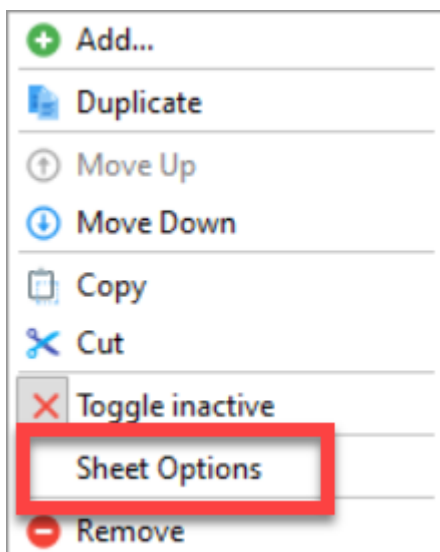 Add...
Duplicate
Move Up
Move Down
Copy
Cut
Toggle inactive
Sheet Options
Remove